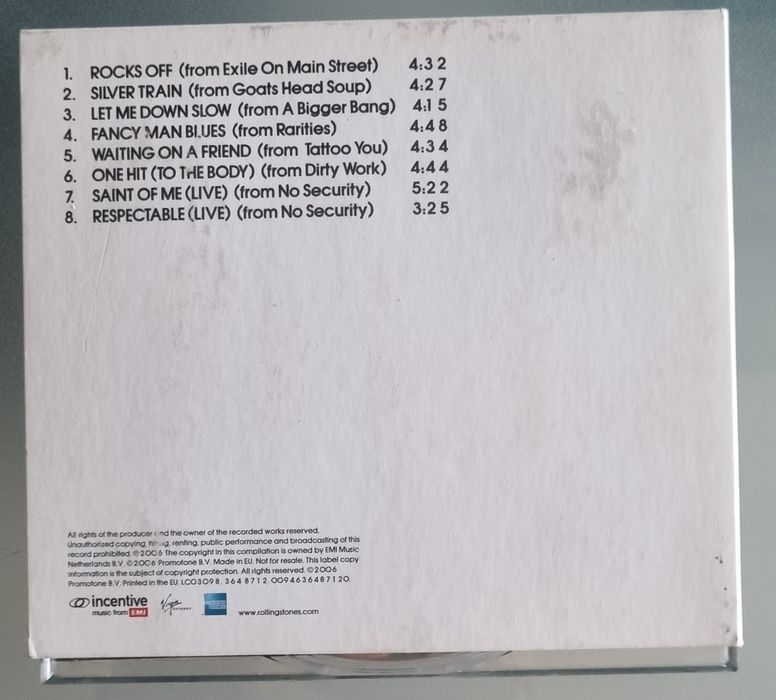 1. ROCKS OFF (from Exile On Main Street) 4:32
2. SILVER TRAIN (from Goats Head Soup) 4:27
3. LET ME DOWN SLOW (from A Bigger Bang) 4:15
4. FANCY MAN BLUES (from Rarities) 4:48
5. WAITING ON A FRIEND (from Tattoo You) 4:34
6. ONE HIT (TO THE BODY) (from Dirty Work) 4:44
7. SAINT OF ME (LIVE) (from No Security) 5:22
8. RESPECTABLE (LIVE) (from No Security) 3:25
All rights of the producer and the owner of the recorded works reserved.
Unauthorized copying, hiring, renting, public performance and broadcasting of this
record prohibited. ℗2006 The copyright in this compilation is owned by EMI Music
Netherlands B.V. ©2006 Promotone B.V. Made in EU. Not for resale. This label copy
information is the subject of copyright protection. All rights reserved. ©2006
Promotone B.V. Printed in the EU. LC03098. 364 8712. 0094636487120.
incentive
music from EMI
Virgin
www.rollingstones.com